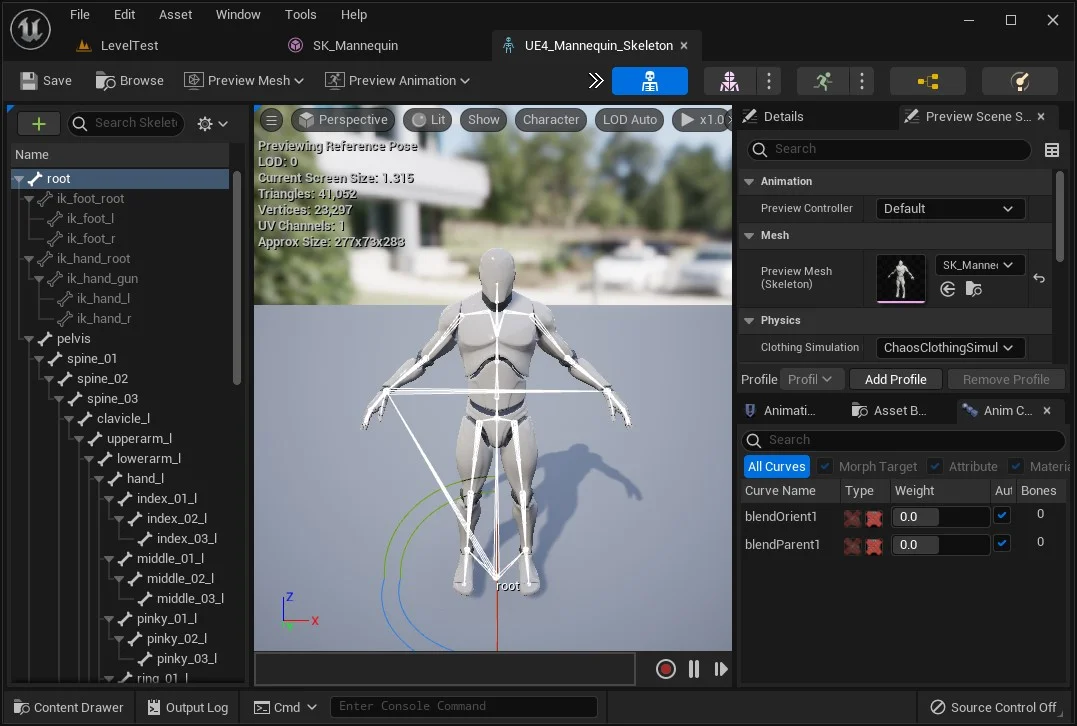 File Edit Asset Window Tools Help
LevelTest SK_Mannequin UE4_Mannequin_Skeleton
Save Browse Preview Mesh Preview Animation
Search Skelet
Name
root
ik_foot_root
ik_foot_l
ik_foot_r
ik_hand_root
ik_hand_gun
ik_hand_l
ik_hand_r
pelvis
spine_01
spine_02
spine_03
clavicle_l
upperarm_l
lowerarm_l
hand_l
index_01_l
index_02_l
index_03_l
middle_01_l
middle_02_l
middle_03_l
pinky_01_l
pinky_02_l
pinky_03_l
ring_01_l
Perspective Lit Show Character LOD Auto x1.0
Previewing Reference Pose
LOD: 0
Current Screen Size: 1.315
Triangles: 41,052
Vertices: 23,297
UV Channels: 1
Approx Size: 277x73x283
root
Z
X
Details Preview Scene S...
Search
Animation
Preview Controller Default
Mesh
Preview Mesh
(Skeleton)
SK_Manne
Physics
Clothing Simulation ChaosClothingSimul
Profile Profil Add Profile Remove Profile
Animati... Asset B... Anim C...
Search
All Curves Morph Target Attribute Materia
Curve Name Type Weight Aut Bones
blendOrient1 0.0 0
blendParent1 0.0 0
Content Drawer Output Log Cmd Enter Console Command Source Control Off